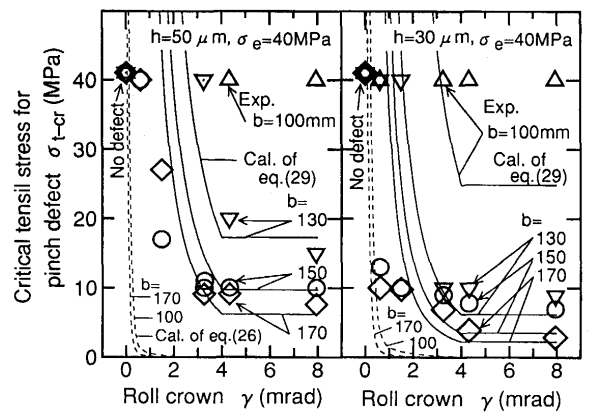 Critical tensil stress for
pinch defect σt-cr (MPa)
40
30
20
10
0
h=50 μm, σe=40MPa
No defect
Exp.
b=100mm
Cal. of
eq.(29)
b=
130
150
170
b=
170
100
Cal. of eq.(26)
0 2 4 6 8
Roll crown γ (mrad)
h=30 μm, σe=40MPa
No defect
Exp.
b=100mm
Cal. of
eq.(29)
b=
130
150
170
b=
170
100
0 2 4 6 8
Roll crown γ (mrad)